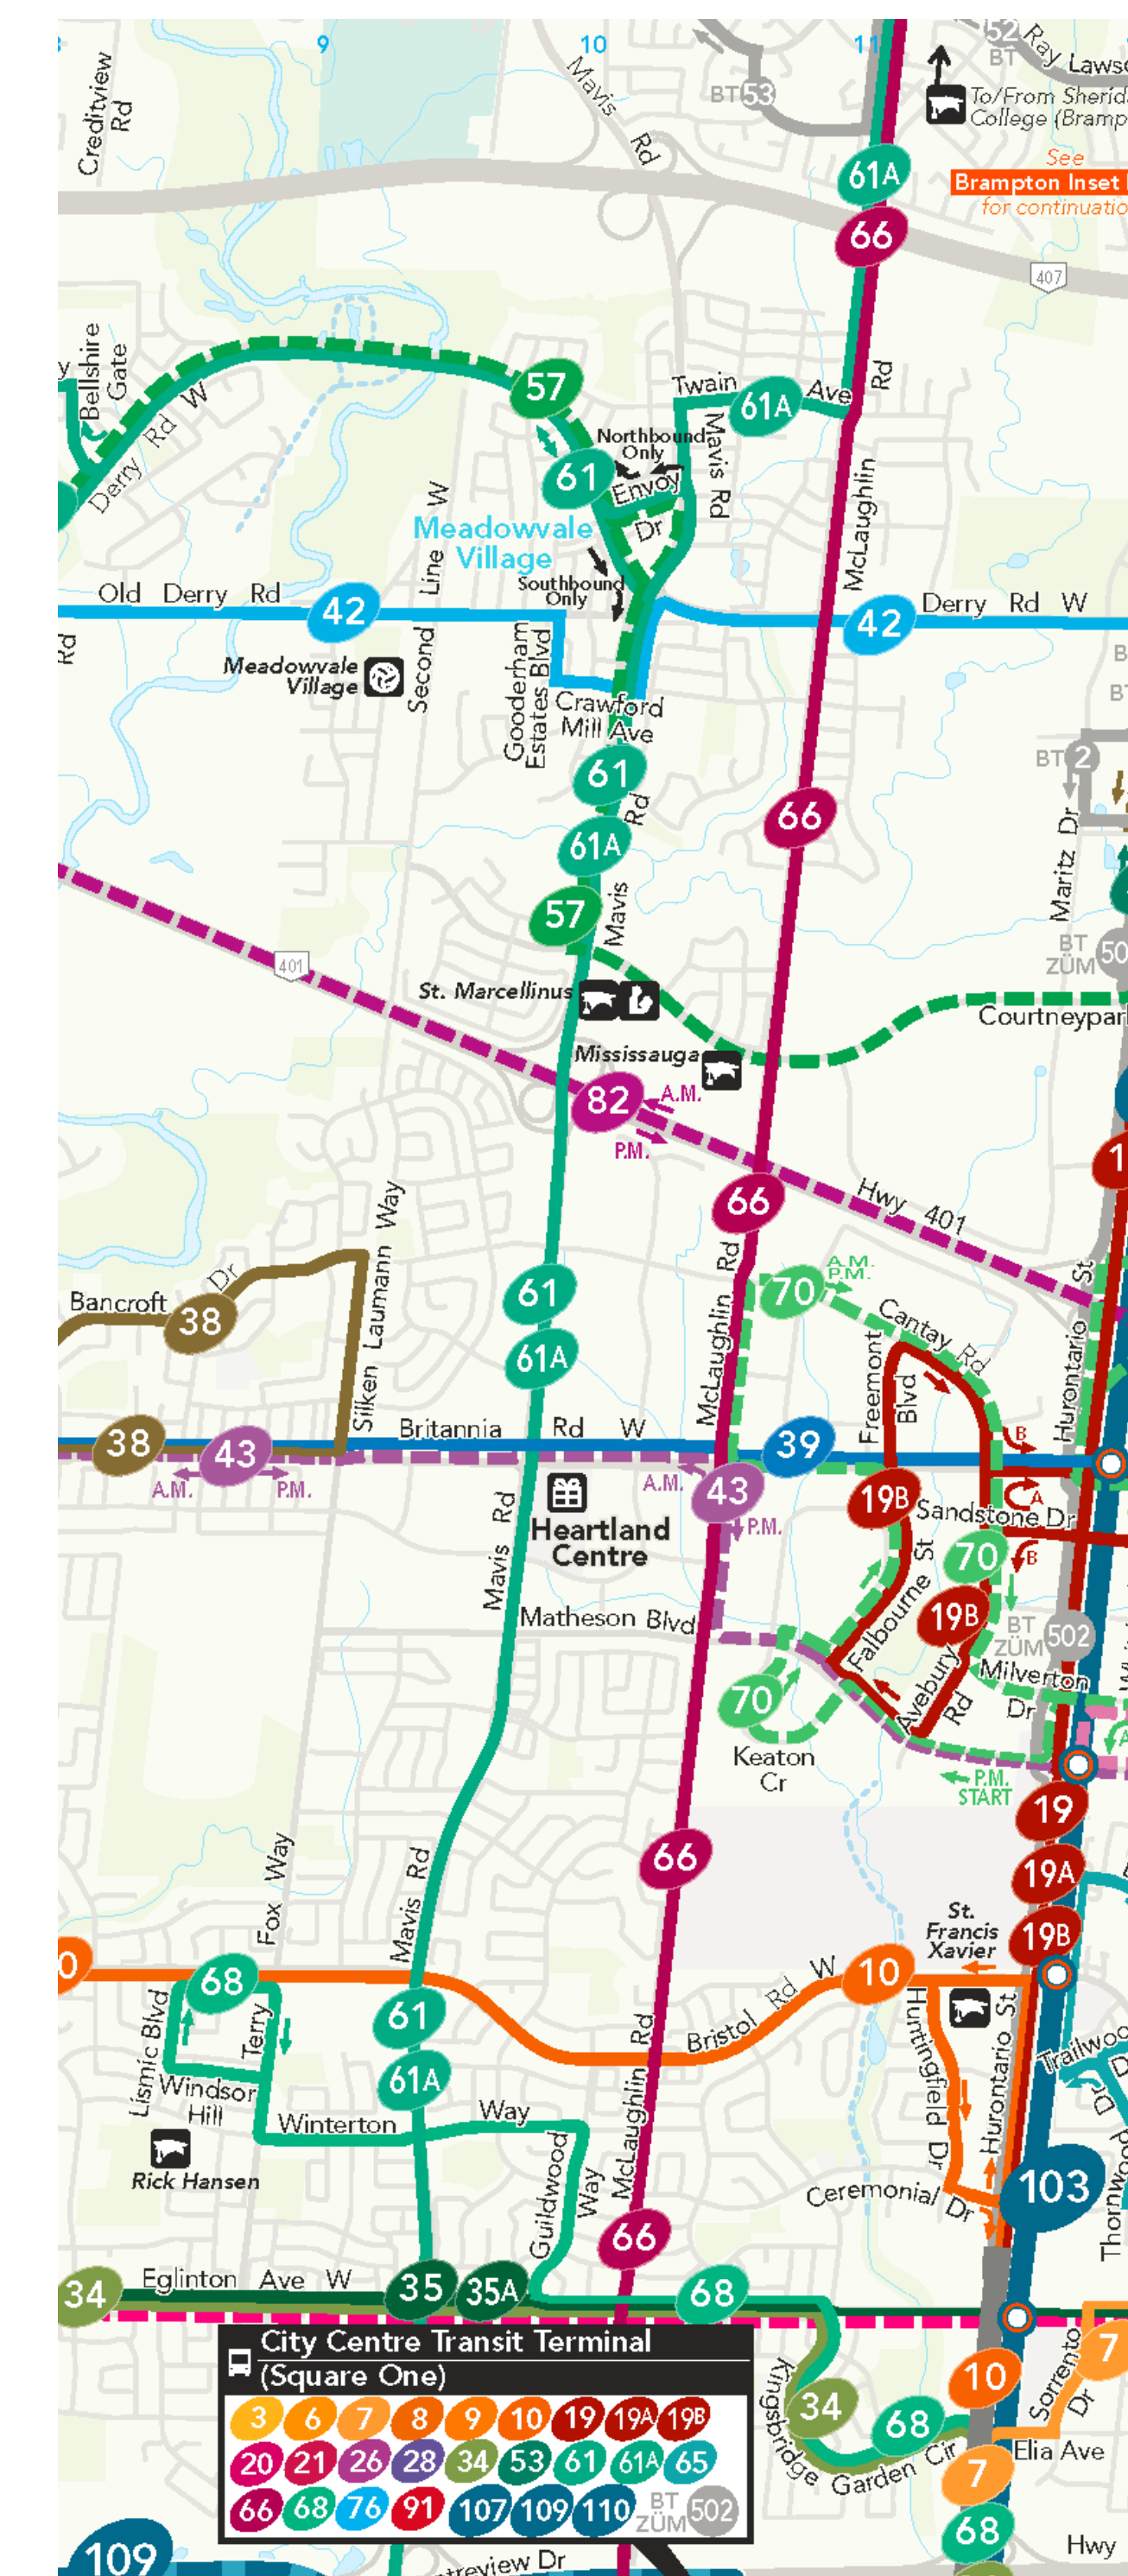 9
10
11
52
BT
Ray Laws
Creditview
Rd
Mavis
Rd
BT 53
To/From Sherid
College (Bramp
See
Brampton Inset
for continuatio
61A
66
407
Bellshire
Gate
Derry Rd W
57
Twain
Ave
61A
Rd
Northbound
Only
61
Envoy
Dr
Mavis Rd
Meadowvale
Village
Southbound
Only
McLaughlin
Old Derry Rd
42
42
Derry Rd W
Rd
Second Line W
Meadowvale
Village
Gooderham
Estates Blvd
Crawford
Mill Ave
61
61A
57
Mavis Rd
66
BT 2
Maritz Dr
BT
ZÜM
50
401
St. Marcellinus
Courtneypar
Mississauga
82
A.M.
P.M.
Hwy 401
66
Bancroft
Dr
38
Silken Laumann Way
61
61A
McLaughlin Rd
70
A.M.
P.M.
Cantay Rd
Freemont
Blvd
Hurontario St
38
43
A.M.
P.M.
Britannia Rd W
39
B
A.M.
43
P.M.
19B
A
Sandstone Dr
Heartland
Centre
Mavis Rd
70
B
Matheson Blvd
Falbourne St
19B
BT
ZÜM
502
Avebury
Rd
Milverton
Dr
70
Keaton
Cr
P.M.
START
19
19A
19B
66
Mavis Rd
Fox Way
St.
Francis
Xavier
10
Bristol Rd W
68
Terry
Lismic Blvd
Windsor
Hill
61
61A
Winterton
Way
Rick Hansen
Guildwood
Way
McLaughlin Rd
Huntingfield Dr
Hurontario St
Trailwoo
Ceremonial Dr
103
Thornwood
66
34
Eglinton Ave W
35
35A
68
City Centre Transit Terminal
(Square One)
3 6 7 8 9 10 19 19A 19B
20 21 26 28 34 53 61 61A 65
66 68 76 91 107 109 110 BT ZÜM 502
Kingsbridge Garden Cir
34
68
10
7
Sorrento
Dr
Elia Ave
7
68
109
treview Dr
Hwy